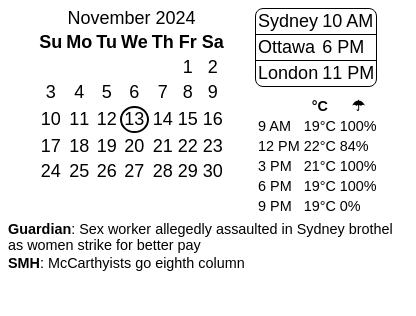 November 2024
Su Mo Tu We Th Fr Sa
1 2
3 4 5 6 7 8 9
10 11 12 13 14 15 16
17 18 19 20 21 22 23
24 25 26 27 28 29 30
Sydney 10 AM
Ottawa 6 PM
London 11 PM
°C ☂
9 AM 19°C 100%
12 PM 22°C 84%
3 PM 21°C 100%
6 PM 19°C 100%
9 PM 19°C 0%
Guardian: Sex worker allegedly assaulted in Sydney brothel
as women strike for better pay
SMH: McCarthyists go eighth column